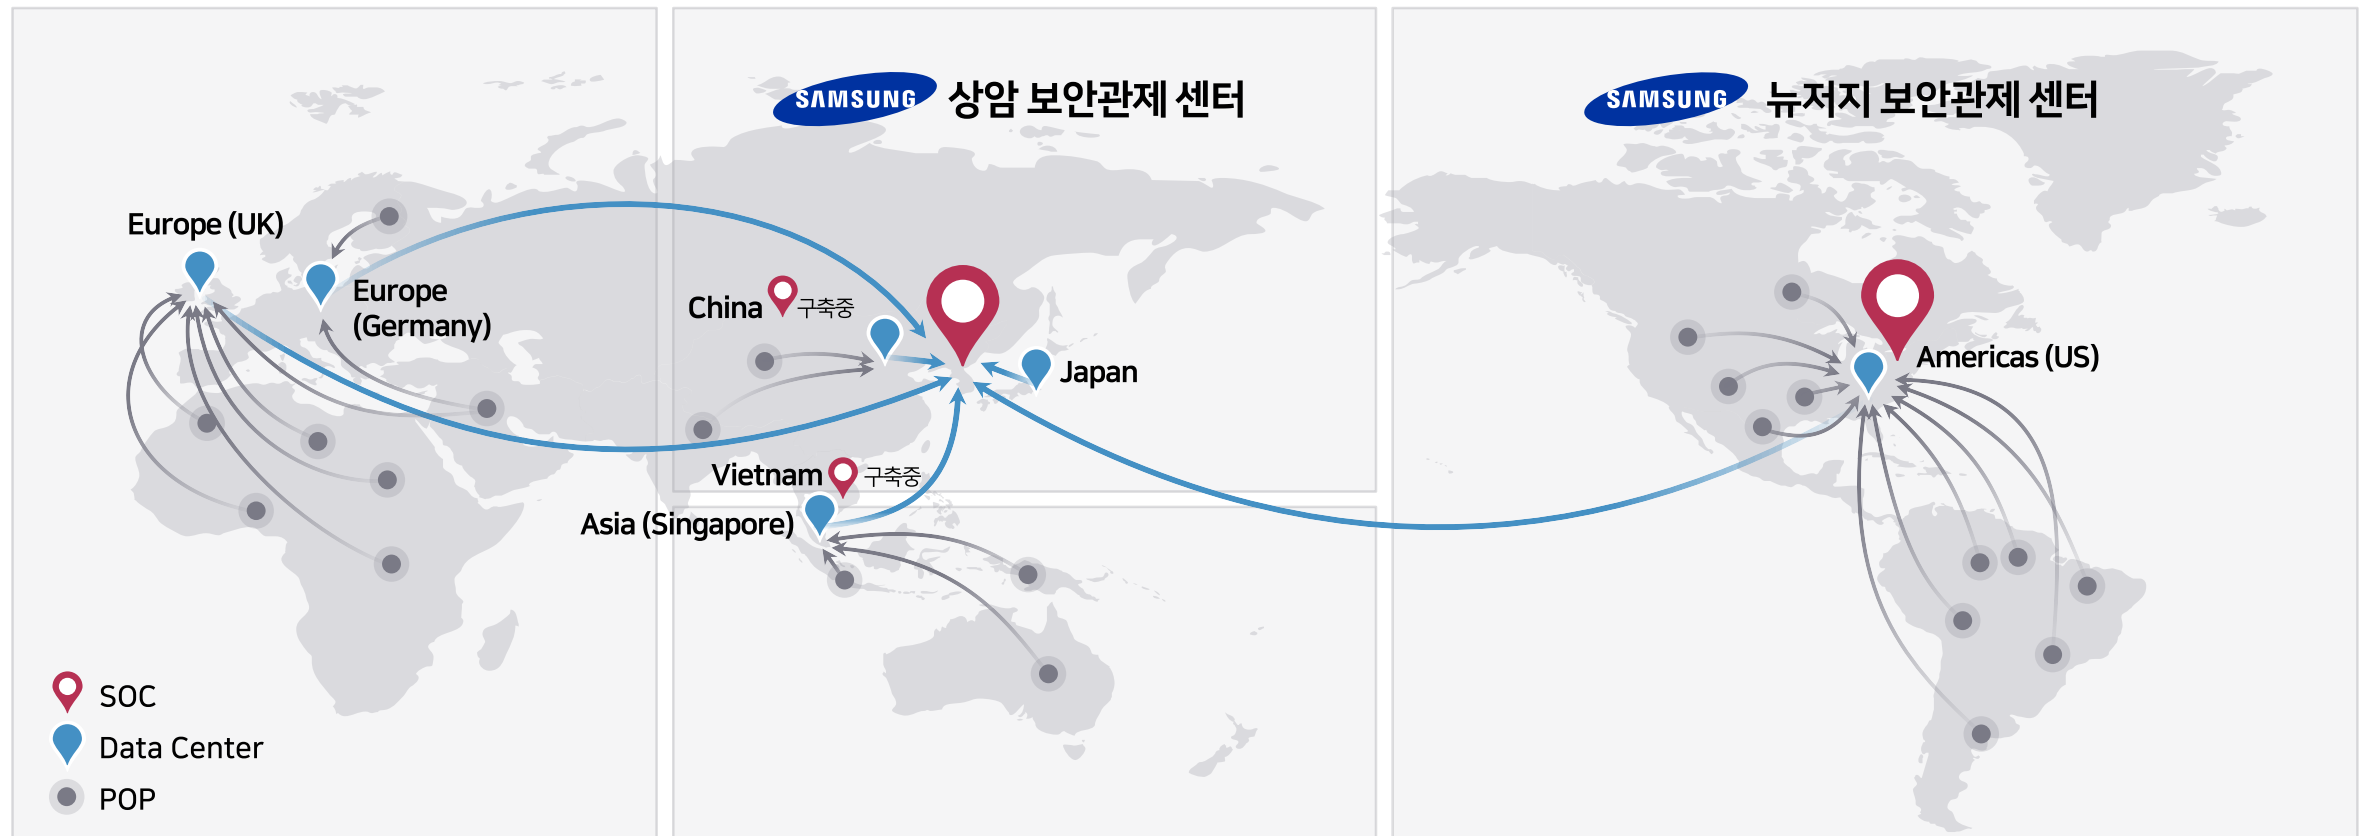 SAMSUNG 상암 보안관제 센터
SAMSUNG 뉴저지 보안관제 센터
Europe (UK)
Europe
(Germany)
China 구축중
Japan
Americas (US)
Vietnam 구축중
Asia (Singapore)
SOC
Data Center
POP